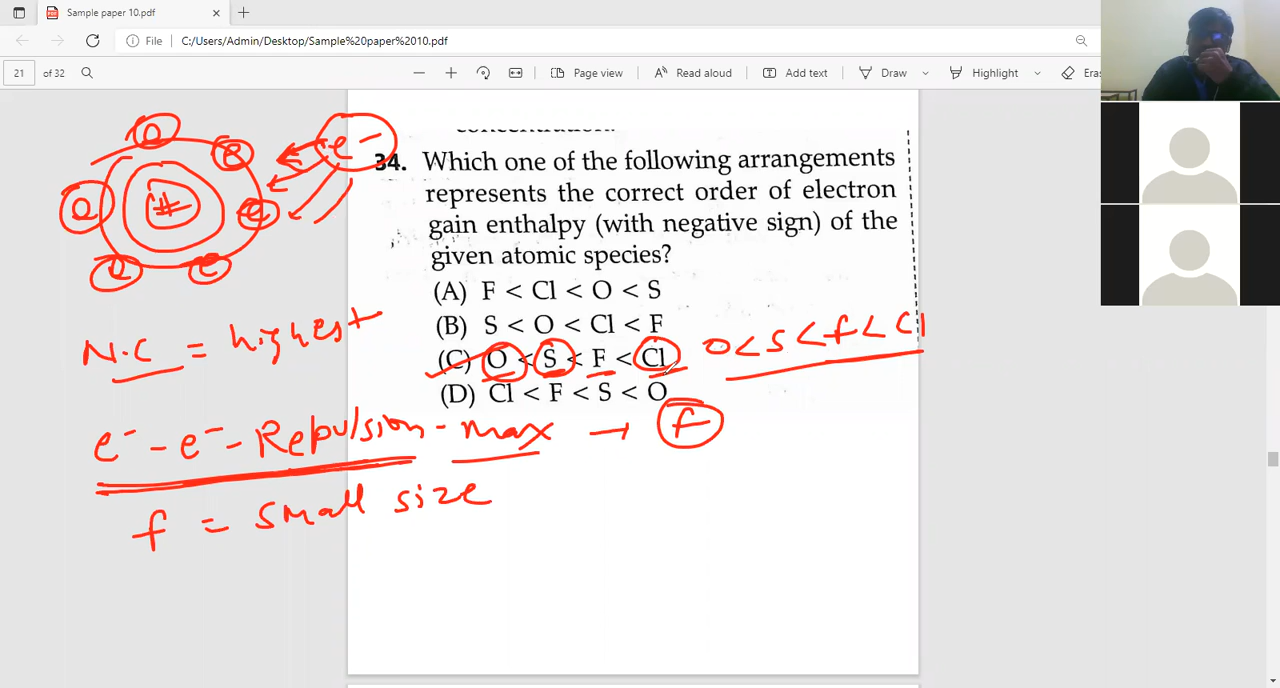 Sample paper 10.pdf
File C:/Users/Admin/Desktop/Sample%20paper%2010.pdf
21 of 32 Page view Read aloud Add text Draw Highlight Eras
e-
34. Which one of the following arrangements
represents the correct order of electron
gain enthalpy (with negative sign) of the
given atomic species?
(A) F < Cl < O < S
(B) S < O < Cl < F
(C) O < S < F < Cl
O < S < f < Cl
(D) Cl < F < S < O
N.C = highest
e- - e- - Repulsion - max → f
f = small size